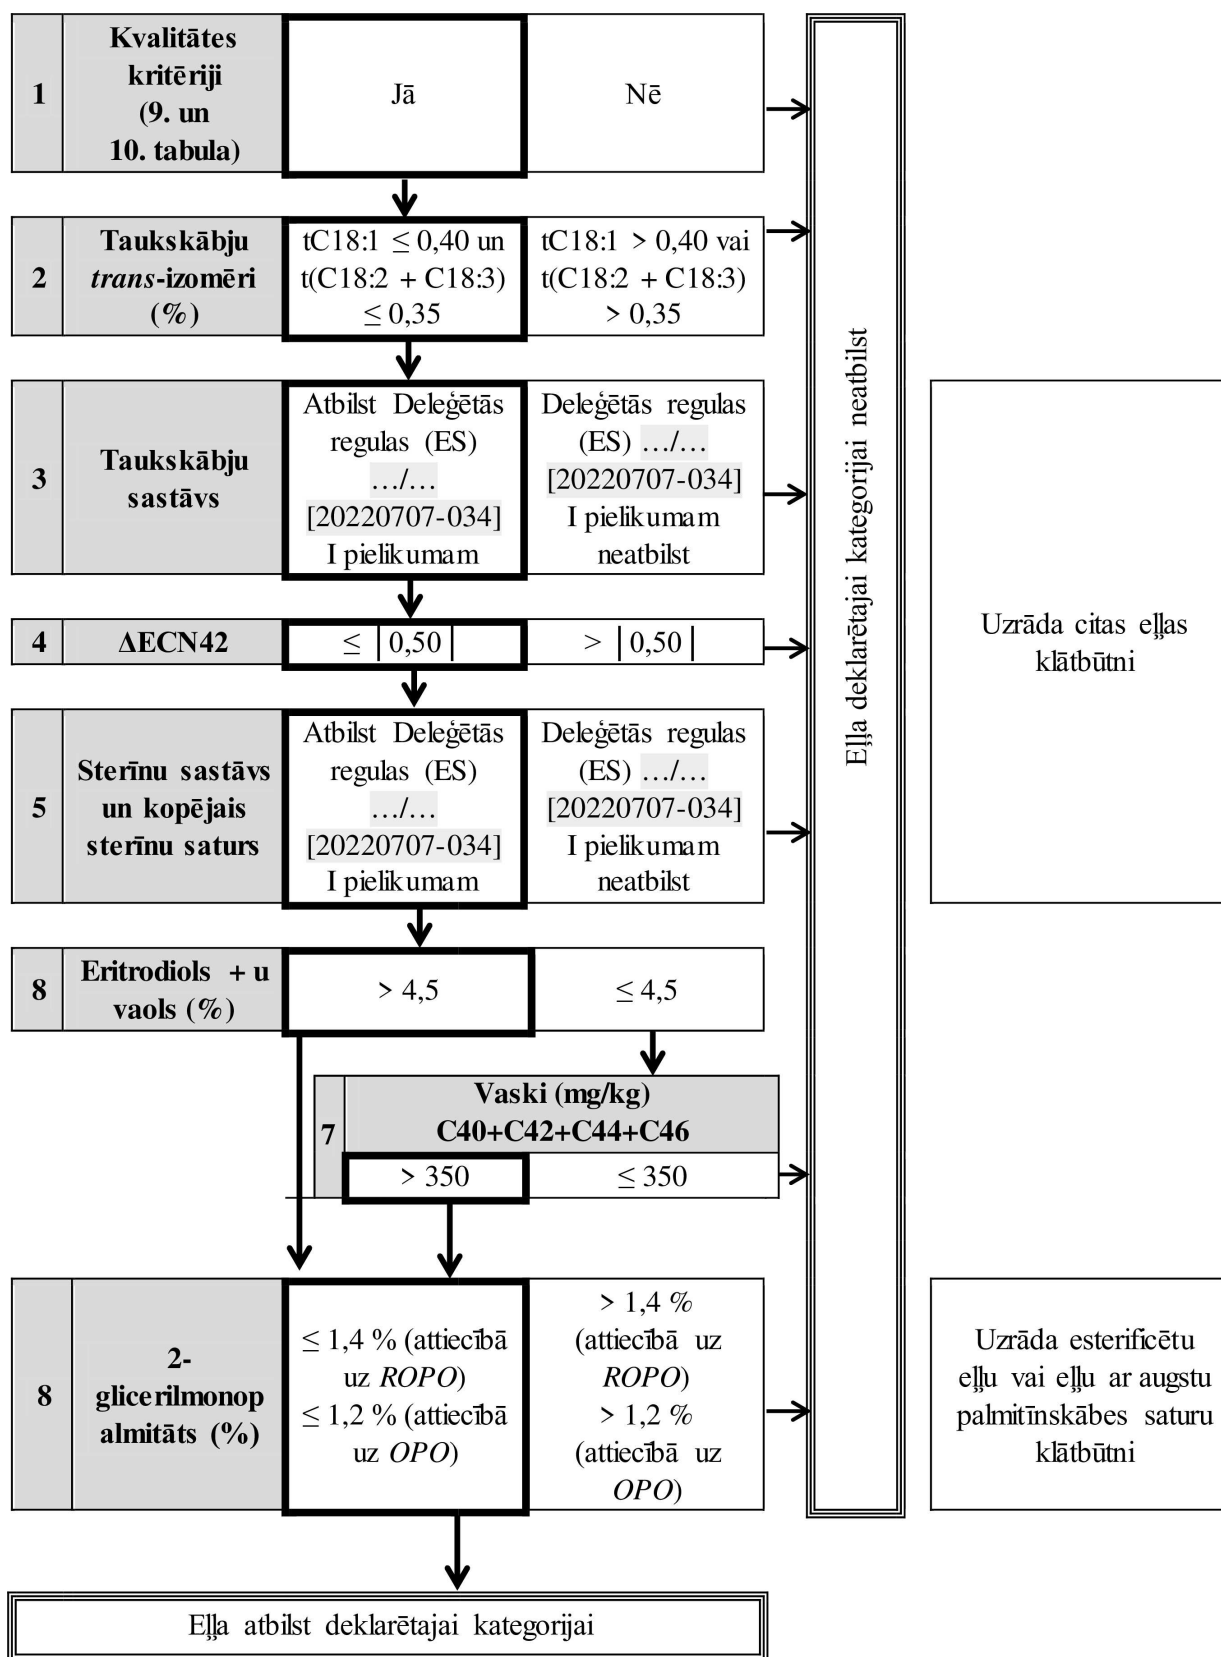 1
Kvalitātes
kritēriji
(9. un
10. tabula)
Jā
Nē
2
Taukskābju
trans-izomēri
(%)
tC18:1 ≤ 0,40 un
t(C18:2 + C18:3)
≤ 0,35
tC18:1 > 0,40 vai
t(C18:2 + C18:3)
> 0,35
3
Taukskābju
sastāvs
Atbilst Deleģētās
regulas (ES)
…/…
[20220707-034]
I pielikumam
Deleģētās regulas
(ES) …/…
[20220707-034]
I pielikumam
neatbilst
4
ΔECN42
≤ |0,50|
> |0,50|
5
Sterīnu sastāvs
un kopējais
sterīnu saturs
Atbilst Deleģētās
regulas (ES)
…/…
[20220707-034]
I pielikumam
Deleģētās regulas
(ES) …/…
[20220707-034]
I pielikumam
neatbilst
8
Eritrodiols + u
vaols (%)
> 4,5
≤ 4,5
7
Vaski (mg/kg)
C40+C42+C44+C46
> 350
≤ 350
8
2-
glicerilmonop
almitāts (%)
≤ 1,4 % (attiecībā
uz ROPO)
≤ 1,2 % (attiecībā
uz OPO)
> 1,4 %
(attiecībā uz
ROPO)
> 1,2 %
(attiecībā uz
OPO)
Eļļa deklarētajai kategorijai neatbilst
Uzrāda citas eļļas
klātbūtni
Uzrāda esterificētu
eļļu vai eļļu ar augstu
palmitīnskābes saturu
klātbūtni
Eļļa atbilst deklarētajai kategorijai